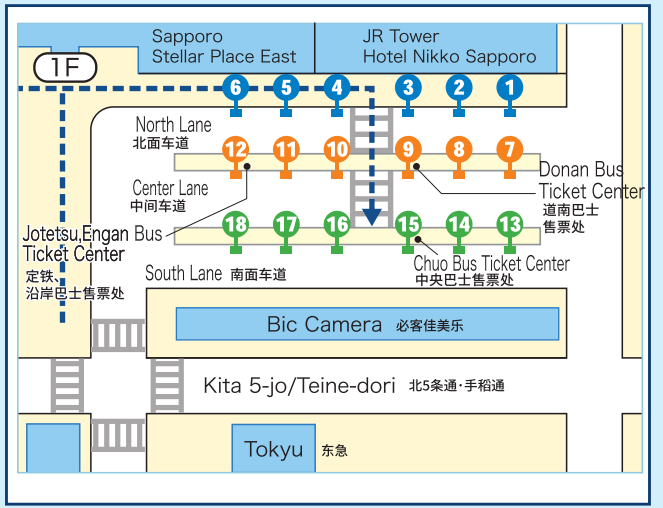 Sapporo
Stellar Place East
JR Tower
Hotel Nikko Sapporo
1F
6
5
4
3
2
1
North Lane
北面车道
12
11
10
9
8
7
Donan Bus
Ticket Center
道南巴士
售票处
Center Lane
中间车道
Jotetsu,Engan Bus
Ticket Center
定铁、
沿岸巴士售票处
18
17
16
15
14
13
Chuo Bus Ticket Center
中央巴士售票处
South Lane 南面车道
Bic Camera 必客佳美乐
Kita 5-jo/Teine-dori 北5条通·手稻通
Tokyu 东急